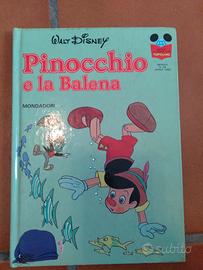 WALT DISNEY
Pinocchio
e la Balena
MONDADORI
subito